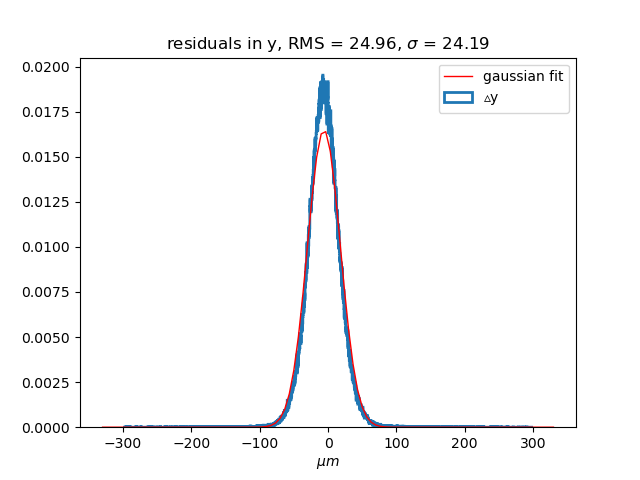 residuals in y, RMS = 24.96, σ = 24.19
0.0200
0.0175
0.0150
0.0125
0.0100
0.0075
0.0050
0.0025
0.0000
gaussian fit
▵y
−300 −200 −100 0 100 200 300
μm